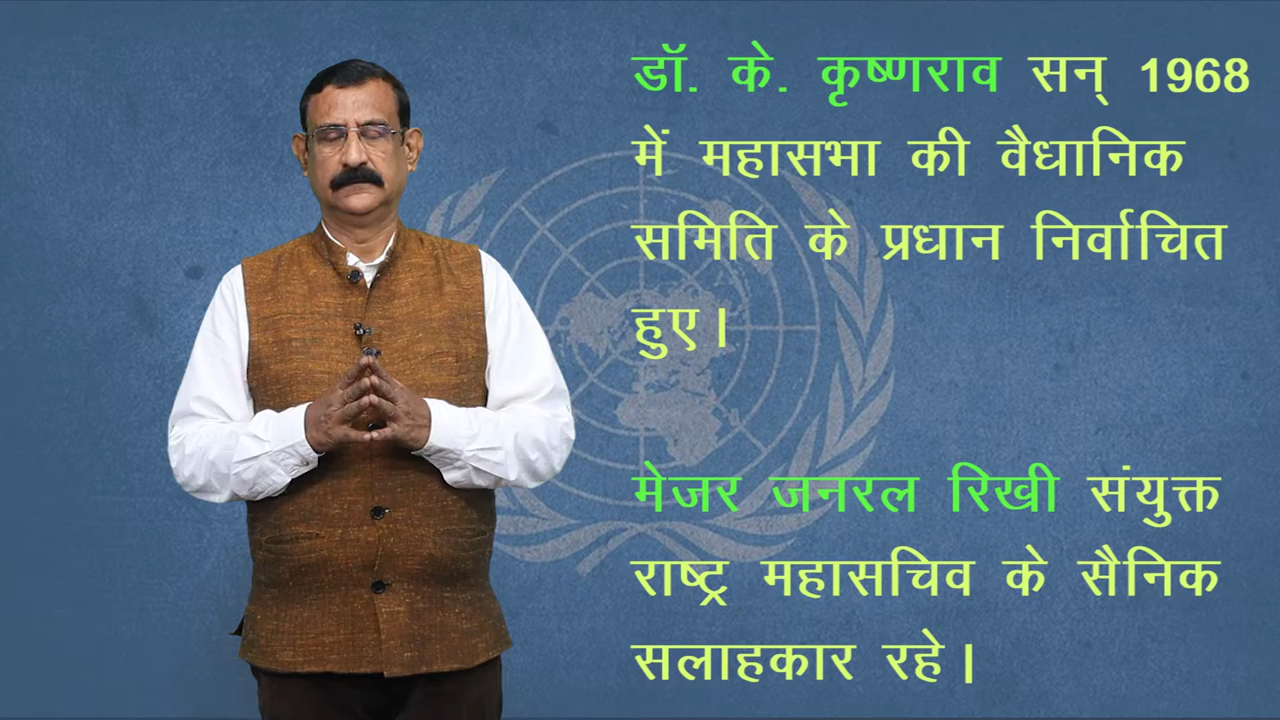 डॉ. के. कृष्णराव सन् 1968
में महासभा की वैधानिक
समिति के प्रधान निर्वाचित
हुए।
मेजर जनरल रिखी संयुक्त
राष्ट्र महासचिव के सैनिक
सलाहकार रहे।